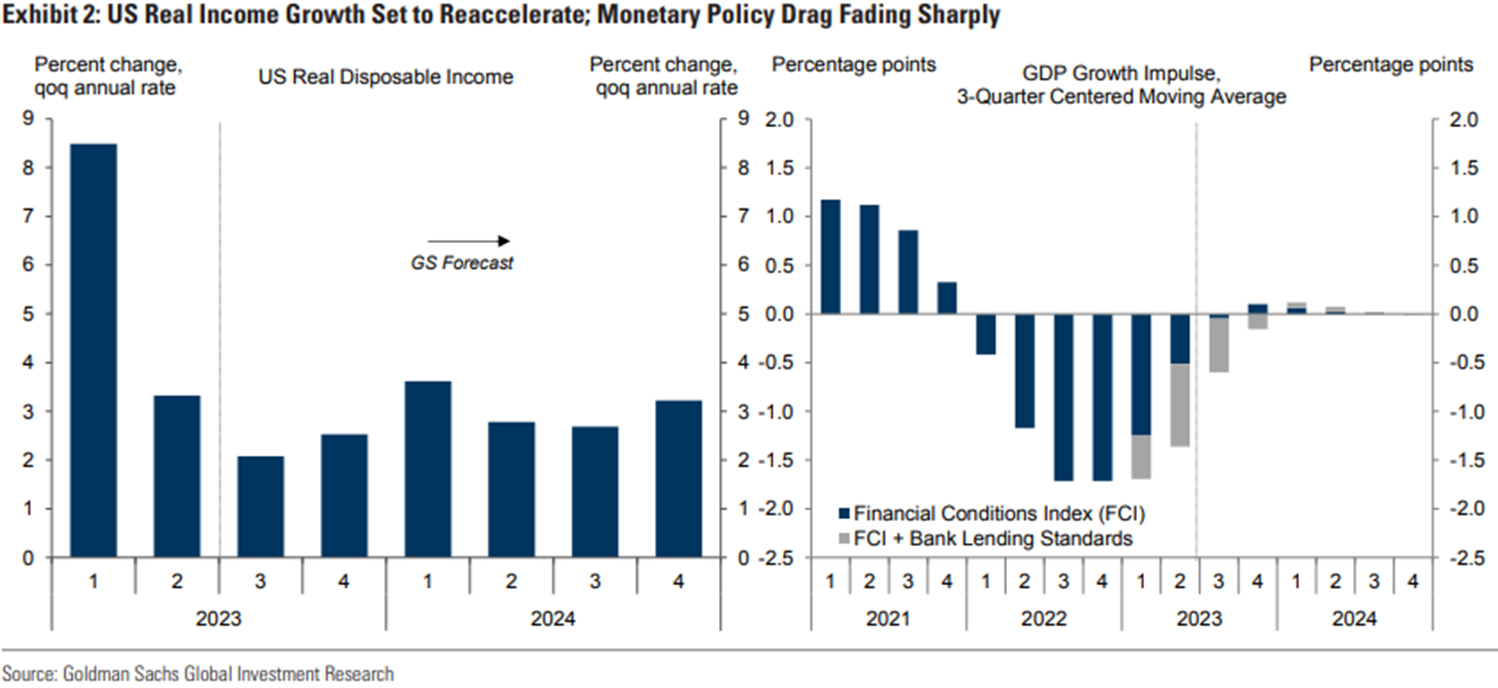 Exhibit 2: US Real Income Growth Set to Reaccelerate; Monetary Policy Drag Fading Sharply
Percent change,
qoq annual rate
US Real Disposable Income
Percent change,
qoq annual rate
9
8
7
6
5
4
3
2
1
0
GS Forecast
9
8
7
6
5
4
3
2
1
0
1 2 3 4 1 2 3 4
2023 2024
Percentage points
GDP Growth Impulse,
3-Quarter Centered Moving Average
Percentage points
2.0
1.5
1.0
0.5
0.0
-0.5
-1.0
-1.5
-2.0
-2.5
Financial Conditions Index (FCI)
FCI + Bank Lending Standards
2.0
1.5
1.0
0.5
0.0
-0.5
-1.0
-1.5
-2.0
-2.5
1 2 3 4 1 2 3 4 1 2 3 4 1 2 3 4
2021 2022 2023 2024
Source: Goldman Sachs Global Investment Research